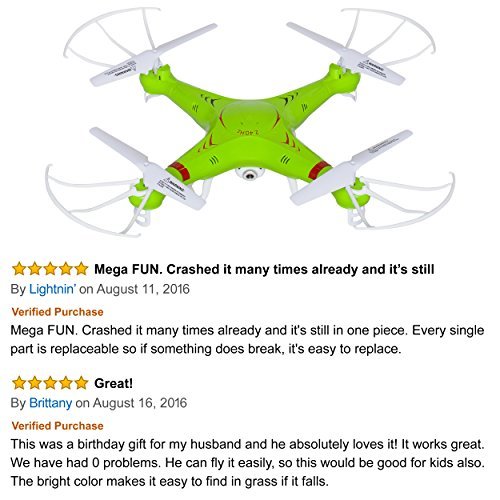 2.4GHz
Mega FUN. Crashed it many times already and it's still
By Lightnin' on August 11, 2016
Verified Purchase
Mega FUN. Crashed it many times already and it's still in one piece. Every single
part is replaceable so if something does break, it's easy to replace.
Great!
By Brittany on August 16, 2016
Verified Purchase
This was a birthday gift for my husband and he absolutely loves it! It works great.
We have had 0 problems. He can fly it easily, so this would be good for kids also.
The bright color makes it easy to find in grass if it falls.